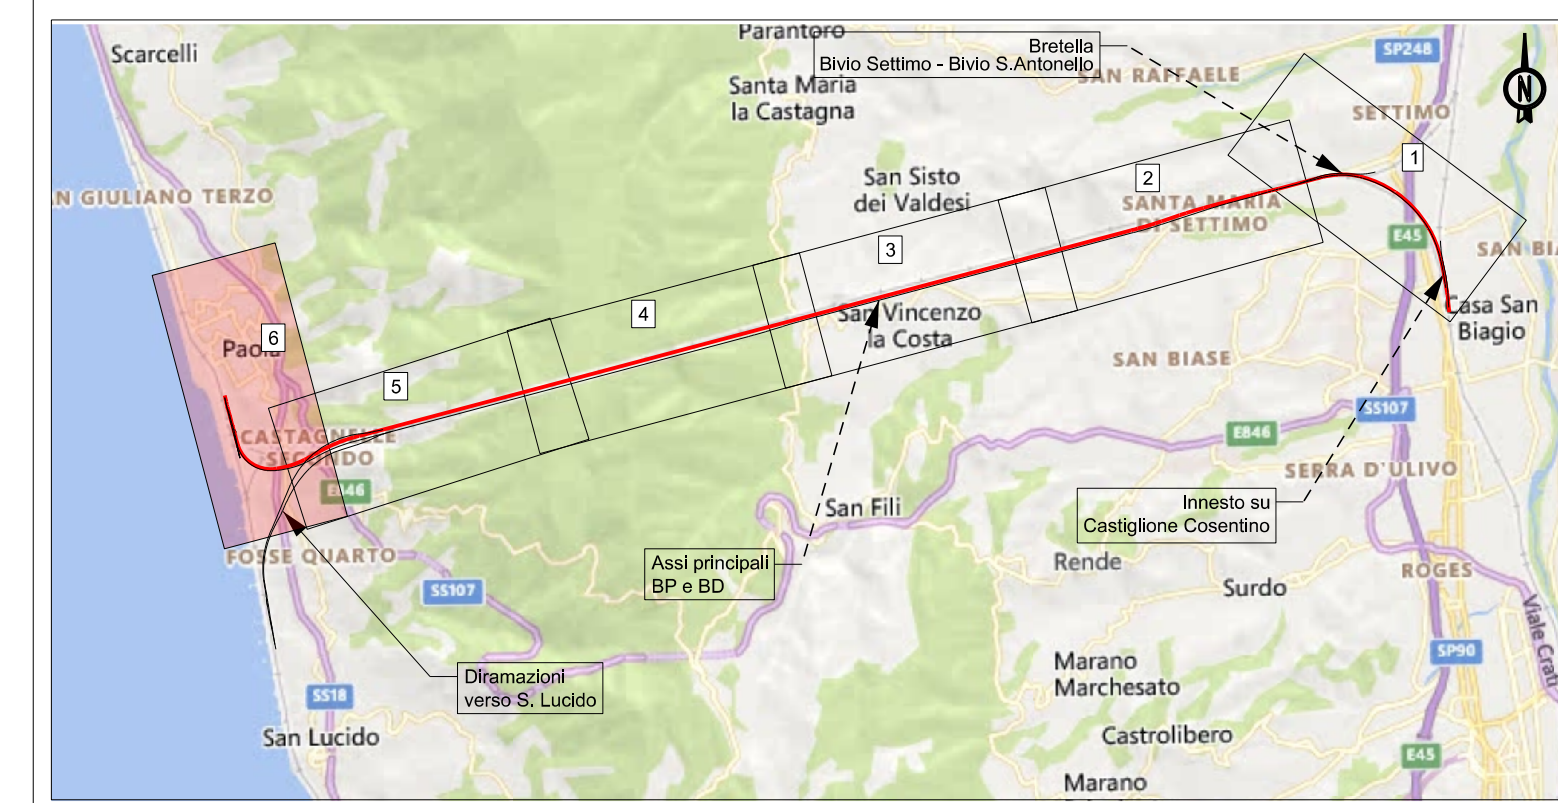 Parantoro
Scarcelli
Bretella
Bivio Settimo - Bivio S.Antonello
SP248
N
SAN RAFFAELE
Santa Maria
la Castagna
SETTIMO
1
San Sisto
dei Valdesi
2
AN GIULIANO TERZO
SANTA MARIA
DI SETTIMO
E45
SAN BIA
3
4
Casa San
Biagio
San Vincenzo
la Costa
6
Paola
SAN BIASE
5
SS107
E846
CASTAGNELLE
SECONDO
SERRA D'ULIVO
E846
San Fili
Innesto su
Castiglione Cosentino
FOSSE QUARTO
Assi principali
BP e BD
Rende
ROGES
SS107
Surdo
Viale Crati
SP90
Diramazioni
verso S. Lucido
Marano
Marchesato
SS18
San Lucido
Castrolibero
E45
Marano